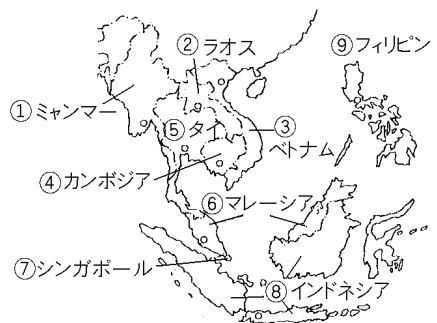 ① ミャンマー
② ラオス
③
ベトナム
④ カンボジア
⑤ タイ
⑥ マレーシア
⑦ シンガポール
⑧ インドネシア
⑨ フィリピン